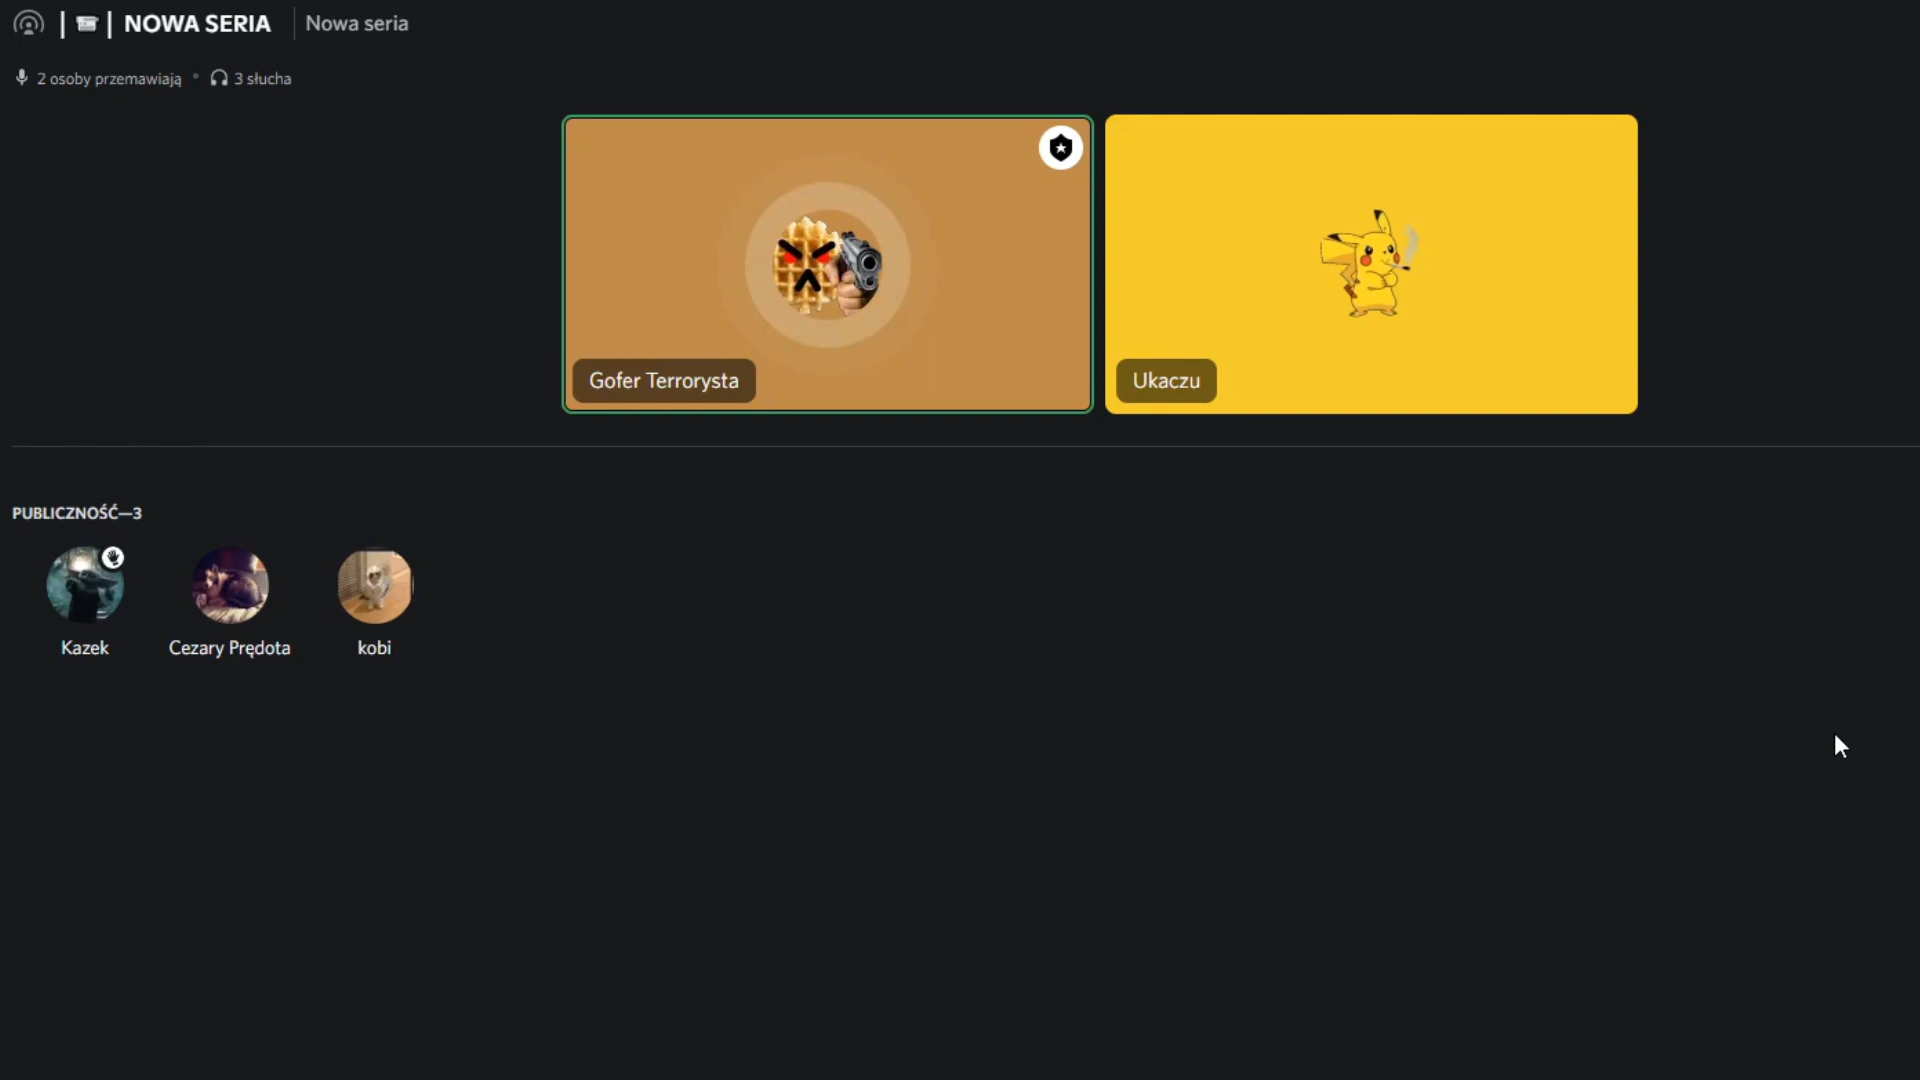 | | NOWA SERIA Nowa seria
2 osoby przemawiają • 3 słucha
Gofer Terrorysta
Ukaczu
PUBLICZNOŚĆ—3
Kazek
Cezary Prędota
kobi